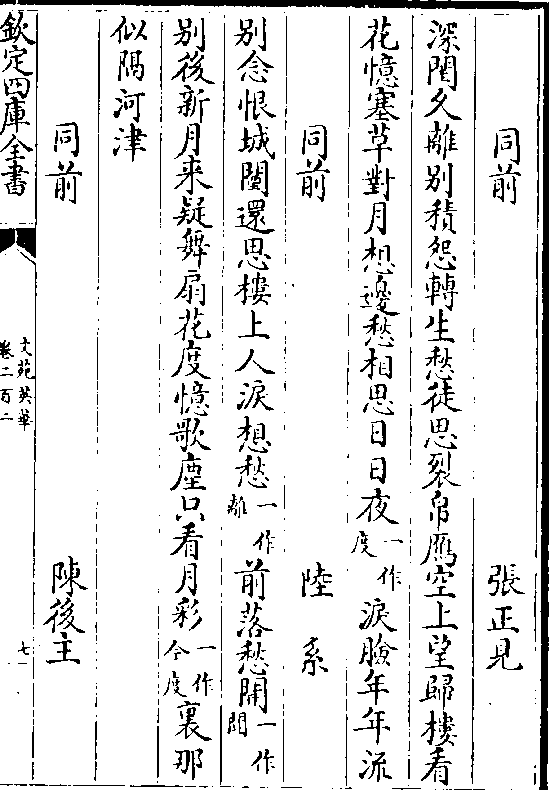 同前　張正見
深閨久離别積怨轉生愁徒思裂帛鴈空上望歸樓看
花憶塞草對月想邊愁相思日日夜一作度淚臉年年流
同前　陸系
别念恨城闉還思樓上人淚想愁一作離前落愁開一作聞
别後新月来疑舞扇花度憶歌塵只看月彩一作今度裏那
似隔河津
同前　陳後主
欽定四庫全書
文苑英華
卷二百二
七